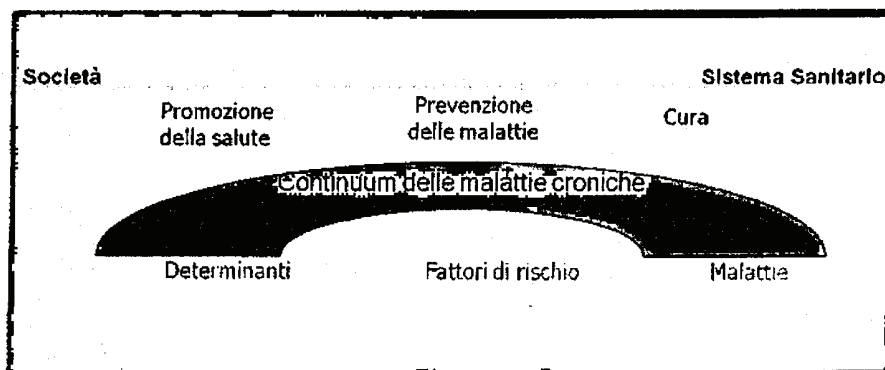 Società
Sistema Sanitario
Promozione
della salute
Prevenzione
delle malattie
Cura
Continuum delle malattie croniche
Determinanti
Fattori di rischio
Malattie